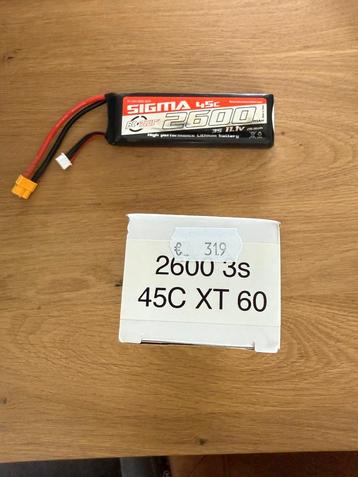 SIGMA 45C
2600
3S 11.1V
High performance Lithium battery
€ 31.9
2600 3s
45C XT 60